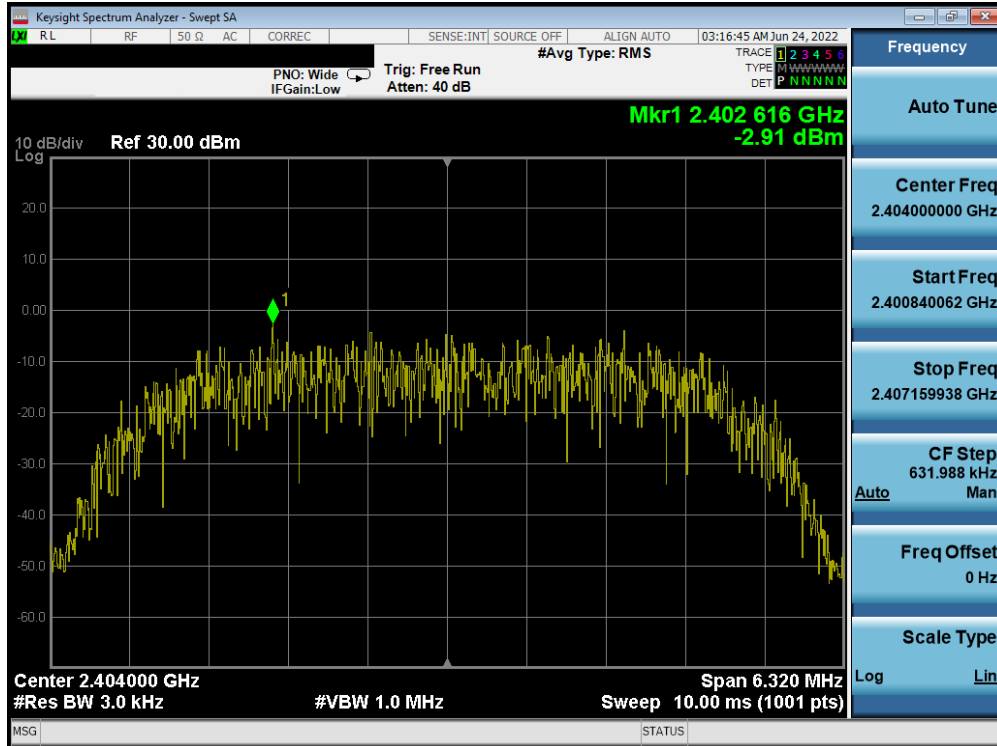 Keysight Spectrum Analyzer - Swept SA
LXI RL RF 50 Ω AC CORREC SENSE:INT SOURCE OFF ALIGN AUTO 03:16:45 AM Jun 24, 2022
#Avg Type: RMS
TRACE 1 2 3 4 5 6
PNO: Wide Trig: Free Run TYPE M WWWWW
IFGain:Low Atten: 40 dB DET P N N N N N
Mkr1 2.402 616 GHz
-2.91 dBm
10 dB/div Ref 30.00 dBm
Log
20.0
10.0
1
0.00
-10.0
-20.0
-30.0
-40.0
-50.0
-60.0
Center 2.404000 GHz Span 6.320 MHz
#Res BW 3.0 kHz #VBW 1.0 MHz Sweep 10.00 ms (1001 pts)
MSG STATUS
Frequency
Auto Tune
Center Freq
2.404000000 GHz
Start Freq
2.400840062 GHz
Stop Freq
2.407159938 GHz
CF Step
631.988 kHz
Auto Man
Freq Offset
0 Hz
Scale Type
Log Lin